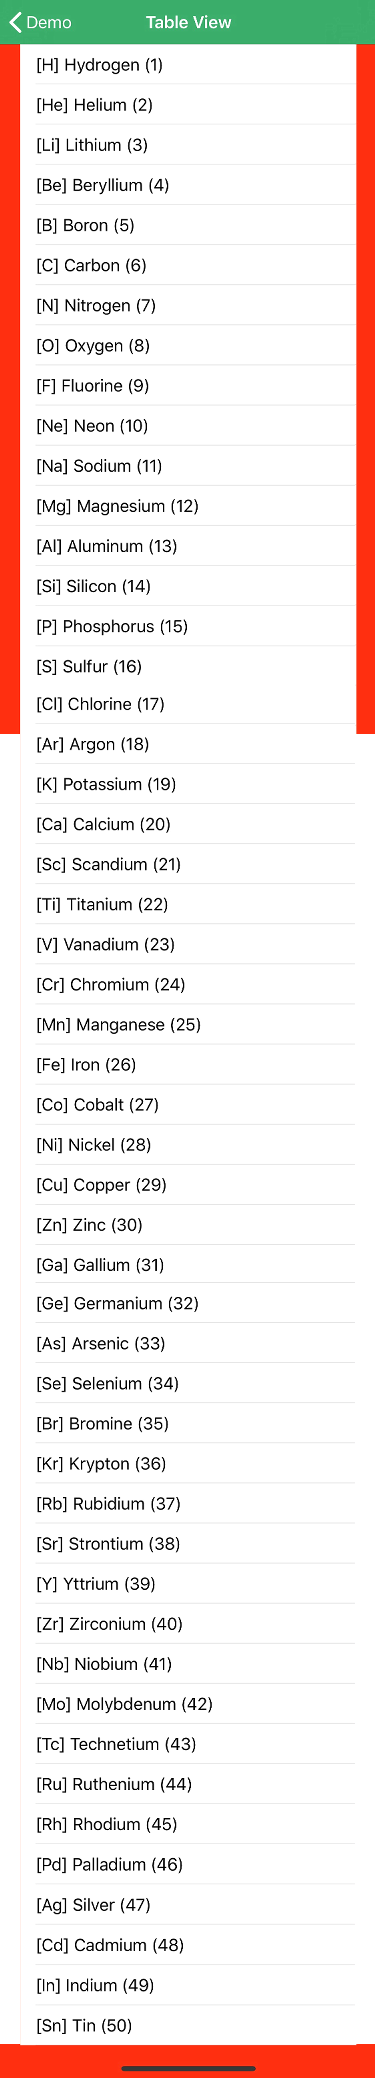 Demo
Table View
[H] Hydrogen (1)
[He] Helium (2)
[Li] Lithium (3)
[Be] Beryllium (4)
[B] Boron (5)
[C] Carbon (6)
[N] Nitrogen (7)
[O] Oxygen (8)
[F] Fluorine (9)
[Ne] Neon (10)
[Na] Sodium (11)
[Mg] Magnesium (12)
[Al] Aluminum (13)
[Si] Silicon (14)
[P] Phosphorus (15)
[S] Sulfur (16)
[Cl] Chlorine (17)
[Ar] Argon (18)
[K] Potassium (19)
[Ca] Calcium (20)
[Sc] Scandium (21)
[Ti] Titanium (22)
[V] Vanadium (23)
[Cr] Chromium (24)
[Mn] Manganese (25)
[Fe] Iron (26)
[Co] Cobalt (27)
[Ni] Nickel (28)
[Cu] Copper (29)
[Zn] Zinc (30)
[Ga] Gallium (31)
[Ge] Germanium (32)
[As] Arsenic (33)
[Se] Selenium (34)
[Br] Bromine (35)
[Kr] Krypton (36)
[Rb] Rubidium (37)
[Sr] Strontium (38)
[Y] Yttrium (39)
[Zr] Zirconium (40)
[Nb] Niobium (41)
[Mo] Molybdenum (42)
[Tc] Technetium (43)
[Ru] Ruthenium (44)
[Rh] Rhodium (45)
[Pd] Palladium (46)
[Ag] Silver (47)
[Cd] Cadmium (48)
[In] Indium (49)
[Sn] Tin (50)